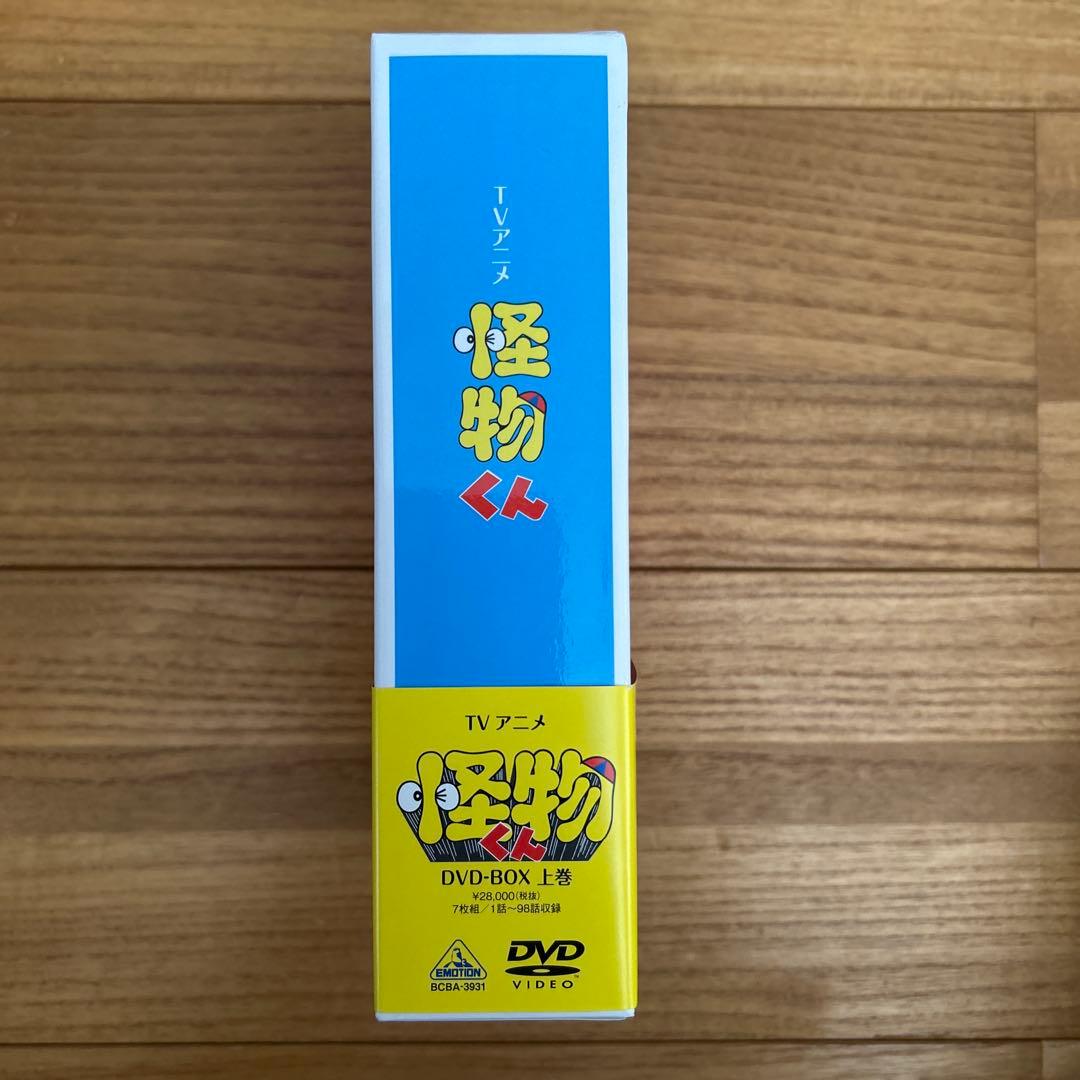 TVアニメ
怪物くん
TVアニメ
怪物くん
DVD-BOX 上巻
¥28,000(税抜)
7枚組/1話〜98話収録
EMOTION
BCBA-3931
DVD
VIDEO™